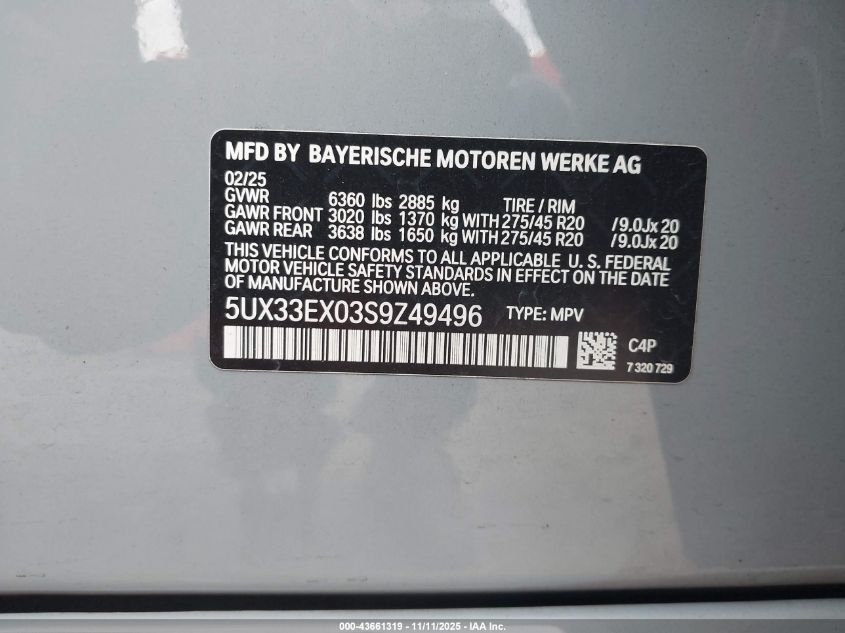 MFD BY BAYERISCHE MOTOREN WERKE AG
02/25
GVWR 6360 lbs 2885 kg TIRE / RIM
GAWR FRONT 3020 lbs 1370 kg WITH 275/45 R20 /9.0Jx20
GAWR REAR 3638 lbs 1650 kg WITH 275/45 R20 /9.0Jx20
THIS VEHICLE CONFORMS TO ALL APPLICABLE U. S. FEDERAL
MOTOR VEHICLE SAFETY STANDARDS IN EFFECT ON THE DATE
OF MANUFACTURE SHOWN ABOVE.
5UX33EX03S9Z49496 TYPE: MPV
C4P
7 320 729
000-43661319 - 11/11/2025 - IAA Inc.